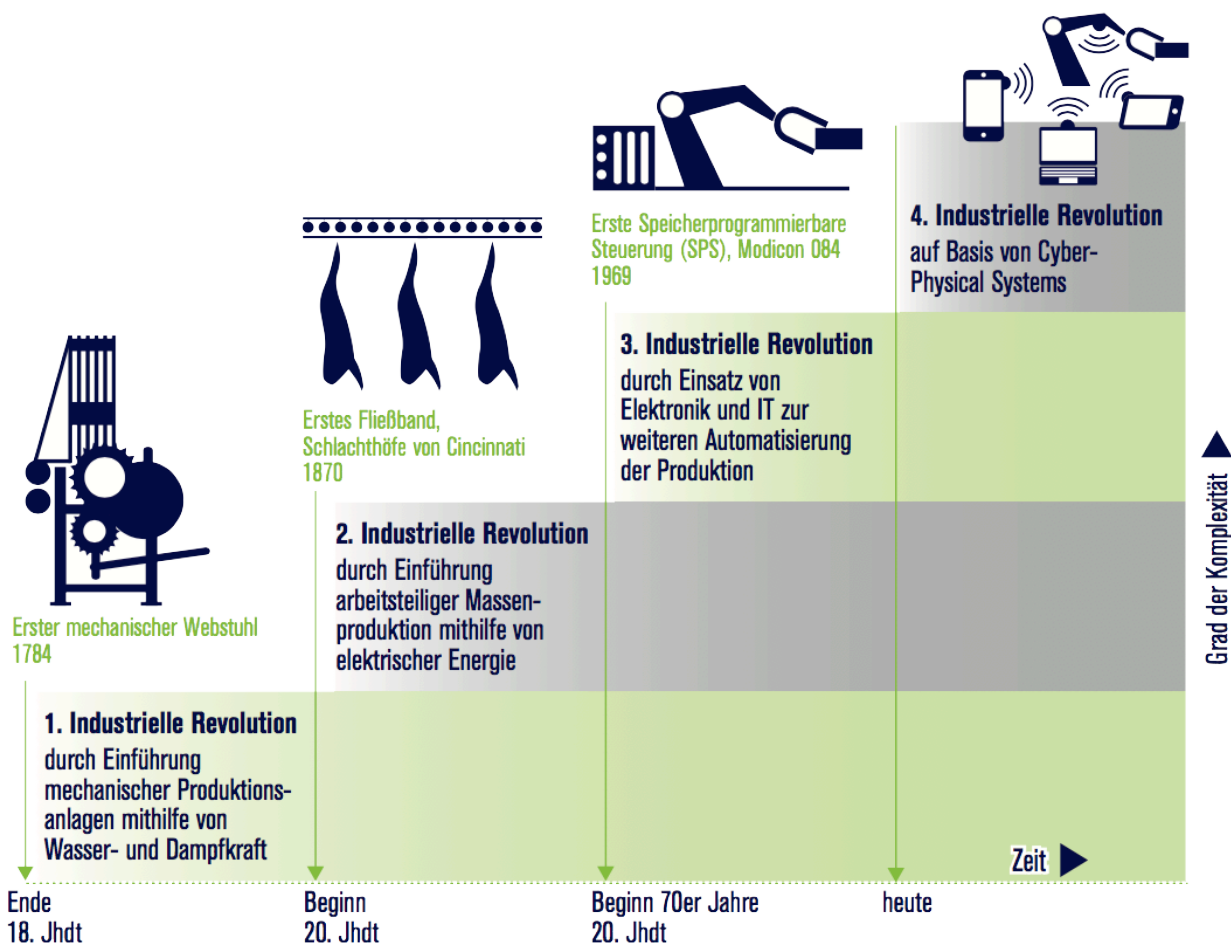 Erster mechanischer Webstuhl
1784
1. Industrielle Revolution
durch Einführung
mechanischer Produktions-
anlagen mithilfe von
Wasser- und Dampfkraft
Erstes Fließband,
Schlachthöfe von Cincinnati
1870
2. Industrielle Revolution
durch Einführung
arbeitsteiliger Massen-
produktion mithilfe von
elektrischer Energie
Erste Speicherprogrammierbare
Steuerung (SPS), Modicon 084
1969
3. Industrielle Revolution
durch Einsatz von
Elektronik und IT zur
weiteren Automatisierung
der Produktion
4. Industrielle Revolution
auf Basis von Cyber-
Physical Systems
Grad der Komplexität
Zeit
Ende
18. Jhdt
Beginn
20. Jhdt
Beginn 70er Jahre
20. Jhdt
heute